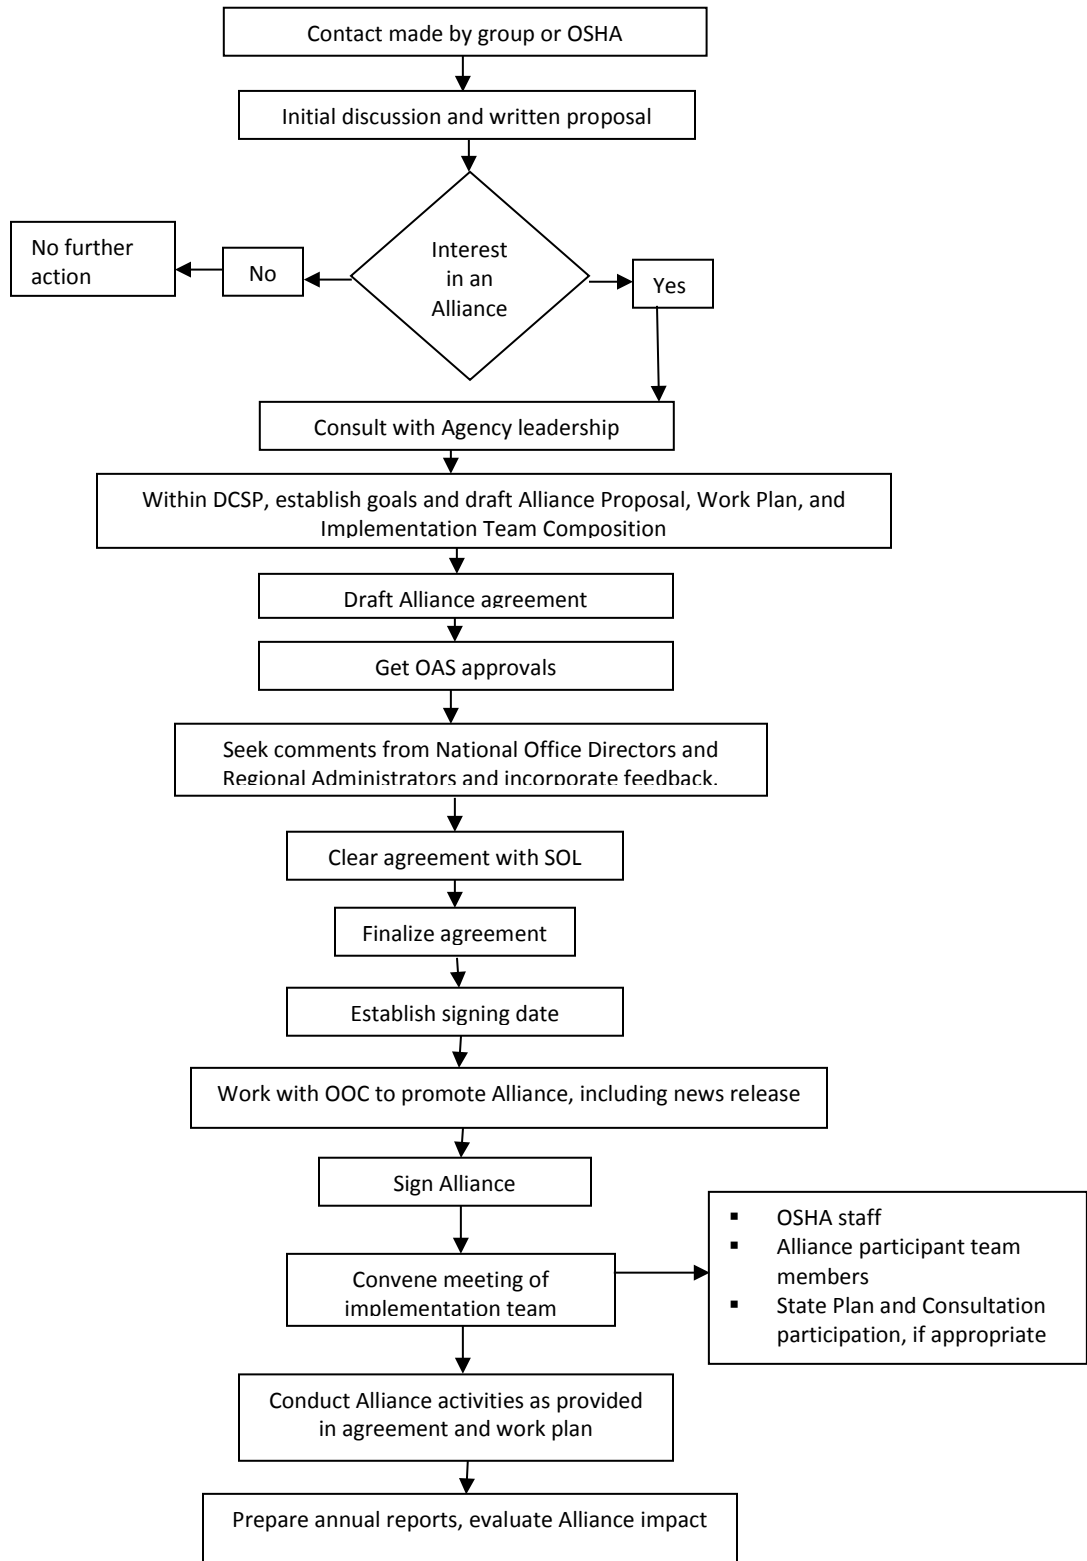 Contact made by group or OSHA
Initial discussion and written proposal
Interest
in an
Alliance
No
No further
action
Yes
Consult with Agency leadership
Within DCSP, establish goals and draft Alliance Proposal, Work Plan, and
Implementation Team Composition
Draft Alliance agreement
Get OAS approvals
Seek comments from National Office Directors and
Regional Administrators and incorporate feedback.
Clear agreement with SOL
Finalize agreement
Establish signing date
Work with OOC to promote Alliance, including news release
Sign Alliance
Convene meeting of
implementation team
▪ OSHA staff
▪ Alliance participant team
members
▪ State Plan and Consultation
participation, if appropriate
Conduct Alliance activities as provided
in agreement and work plan
Prepare annual reports, evaluate Alliance impact